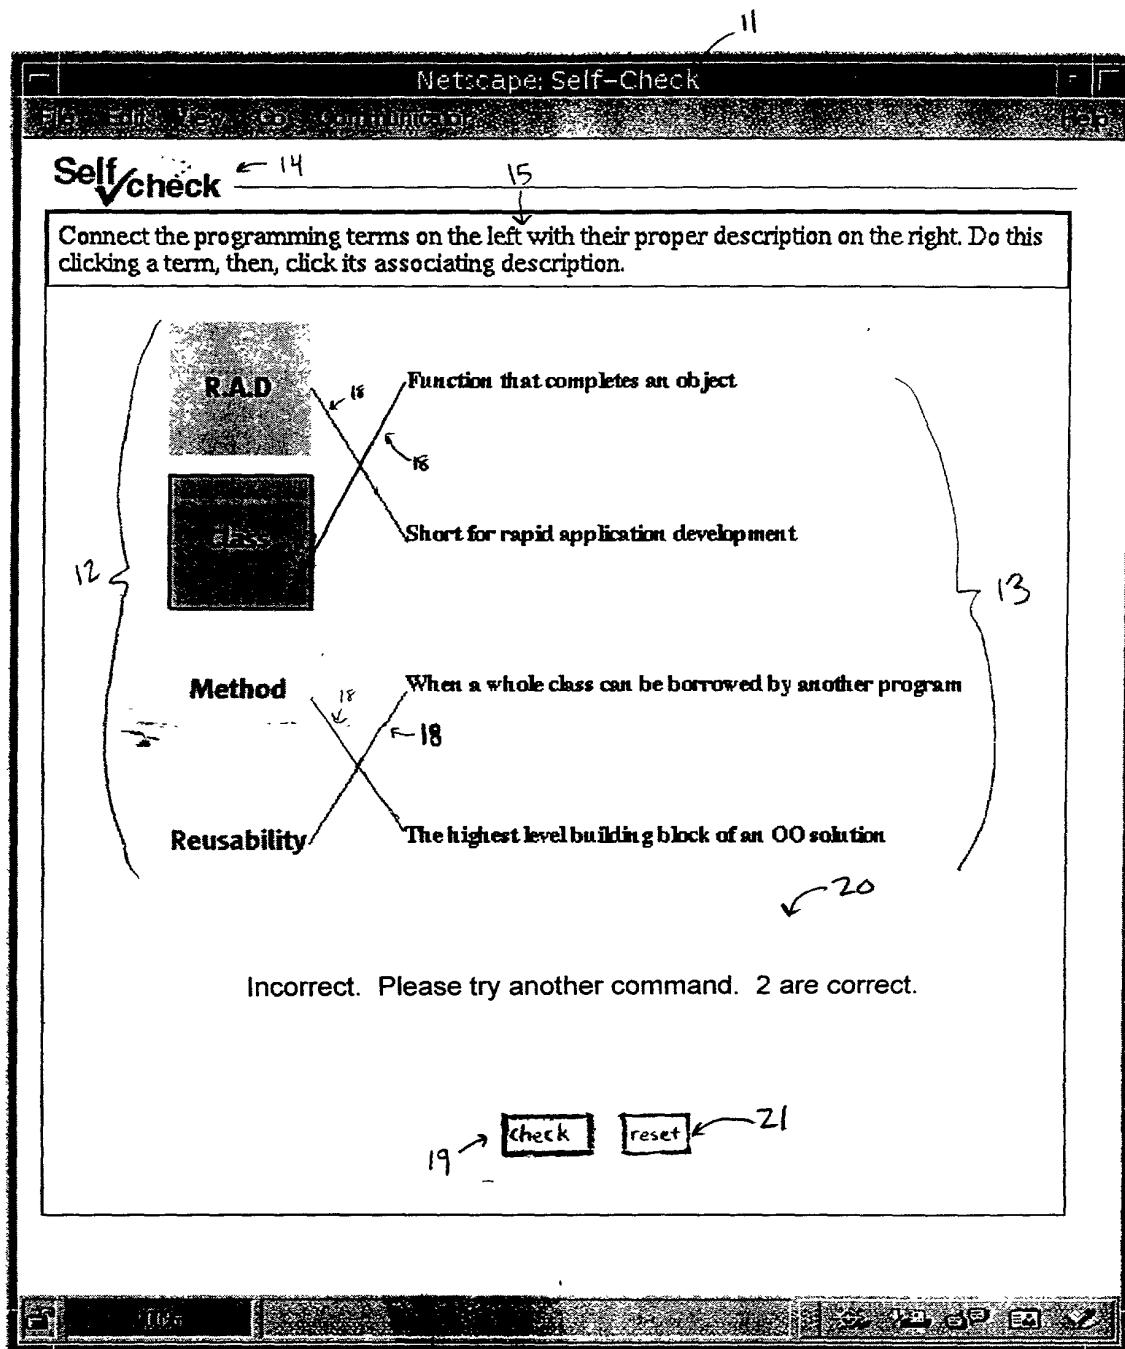 11
Netscape: Self-Check
File Edit View Go Communicator Help
Self check 14
15
Connect the programming terms on the left with their proper description on the right. Do this
clicking a term, then, click its associating description.
R.A.D 18 Function that completes an object
18
Class Short for rapid application development
12 13
Method 18 When a whole class can be borrowed by another program
18
Reusability The highest level building block of an OO solution
20
Incorrect. Please try another command. 2 are correct.
19 check reset 21